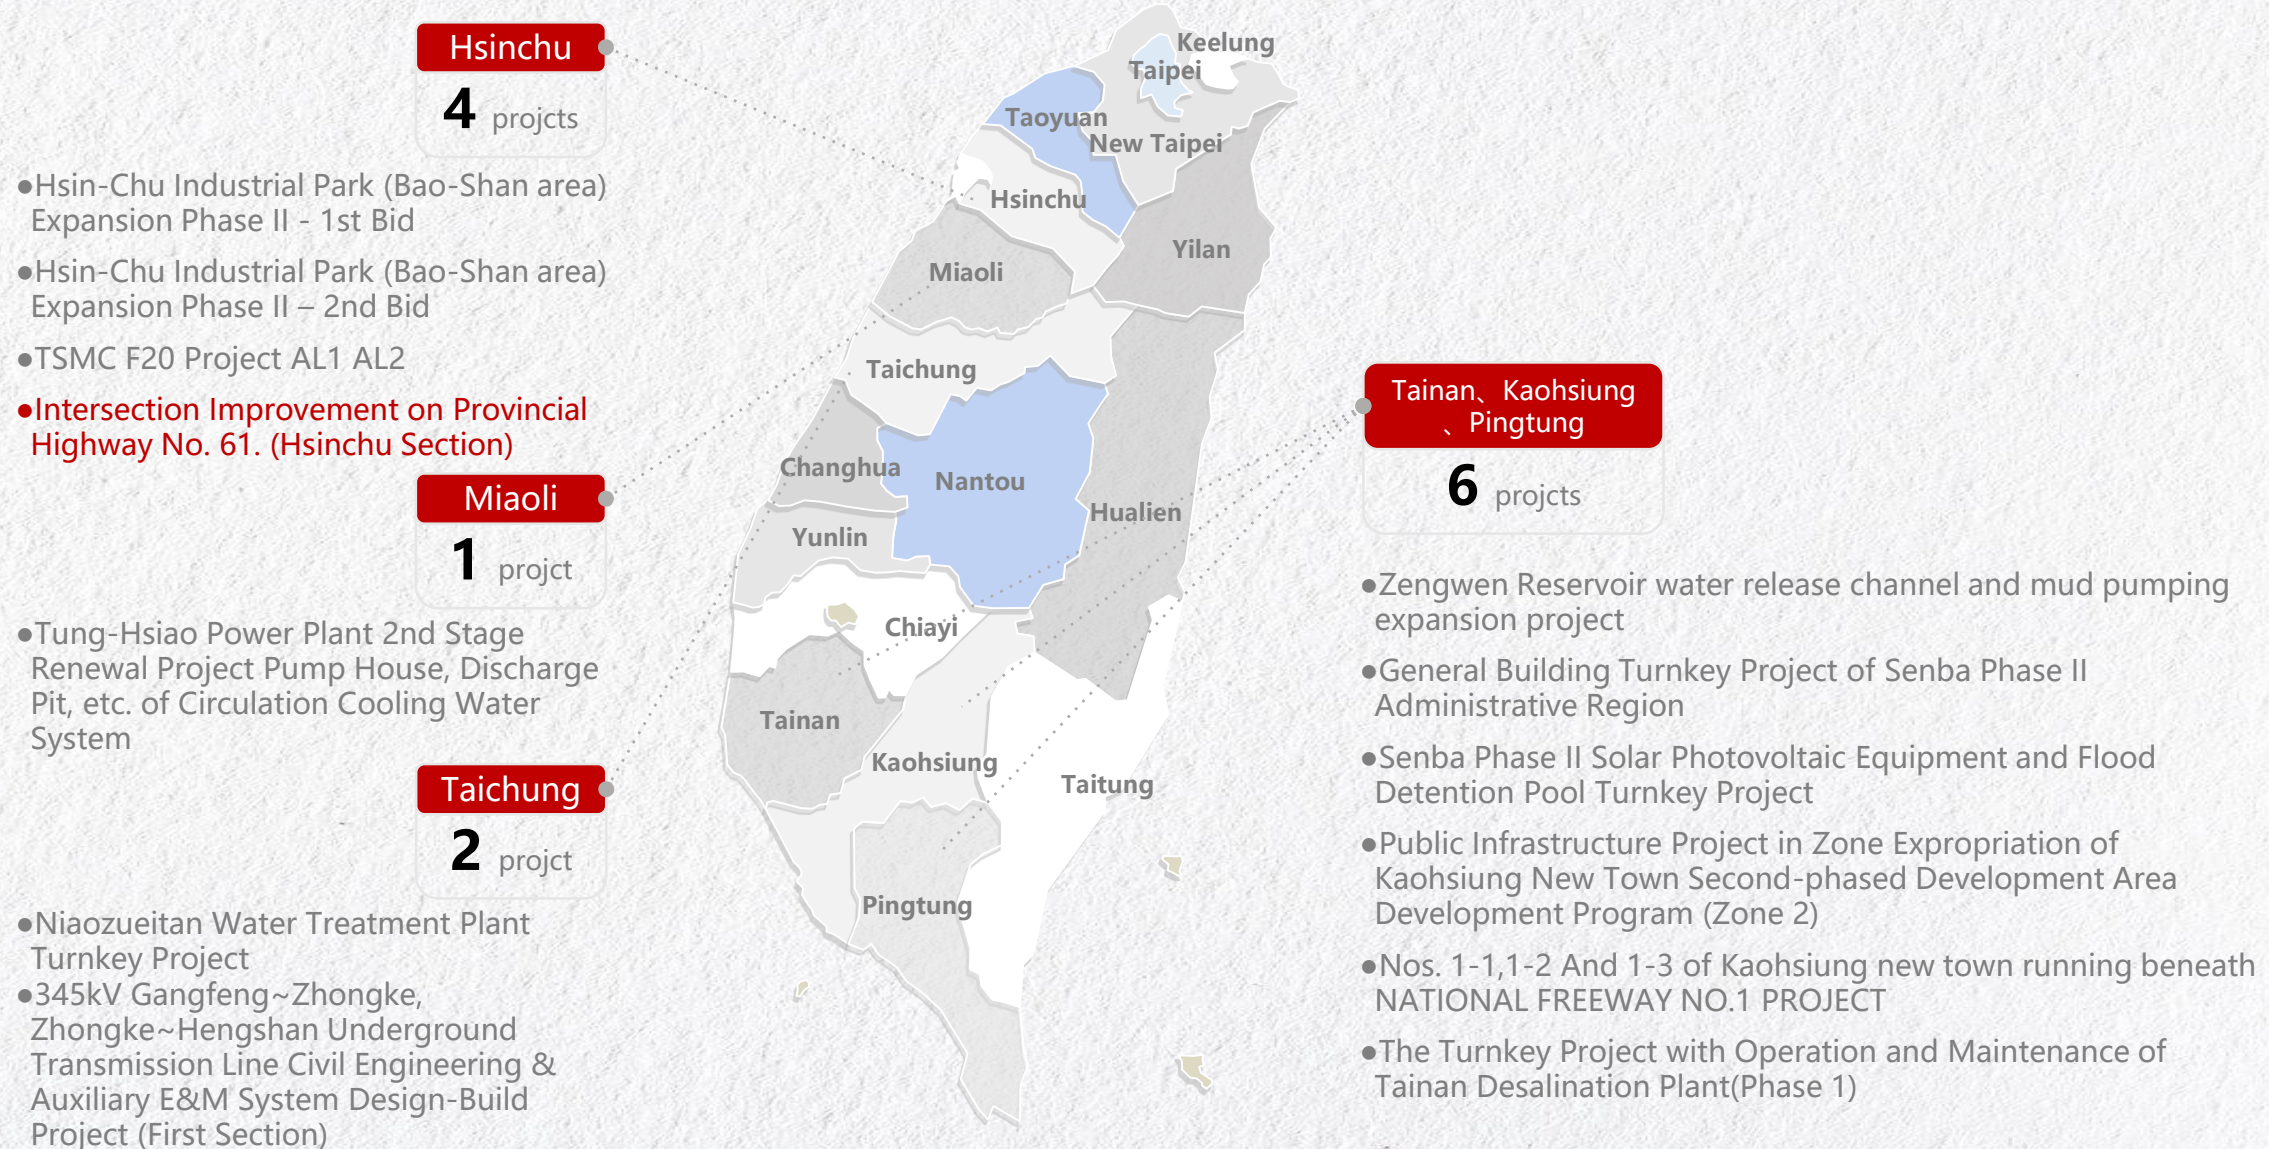 Hsinchu
4 projcts
●Hsin-Chu Industrial Park (Bao-Shan area)
Expansion Phase II - 1st Bid
●Hsin-Chu Industrial Park (Bao-Shan area)
Expansion Phase II – 2nd Bid
●TSMC F20 Project AL1 AL2
●Intersection Improvement on Provincial
Highway No. 61. (Hsinchu Section)
Miaoli
1 projct
●Tung-Hsiao Power Plant 2nd Stage
Renewal Project Pump House, Discharge
Pit, etc. of Circulation Cooling Water
System
Taichung
2 projct
●Niaozueitan Water Treatment Plant
Turnkey Project
●345kV Gangfeng~Zhongke,
Zhongke~Hengshan Underground
Transmission Line Civil Engineering &
Auxiliary E&M System Design-Build
Project (First Section)
Keelung
Taipei
Taoyuan
New Taipei
Hsinchu
Yilan
Miaoli
Taichung
Changhua
Nantou
Hualien
Yunlin
Chiayi
Tainan
Kaohsiung
Taitung
Pingtung
Tainan、Kaohsiung
、Pingtung
6 projcts
●Zengwen Reservoir water release channel and mud pumping
expansion project
●General Building Turnkey Project of Senba Phase II
Administrative Region
●Senba Phase II Solar Photovoltaic Equipment and Flood
Detention Pool Turnkey Project
●Public Infrastructure Project in Zone Expropriation of
Kaohsiung New Town Second-phased Development Area
Development Program (Zone 2)
●Nos. 1-1,1-2 And 1-3 of Kaohsiung new town running beneath
NATIONAL FREEWAY NO.1 PROJECT
●The Turnkey Project with Operation and Maintenance of
Tainan Desalination Plant(Phase 1)